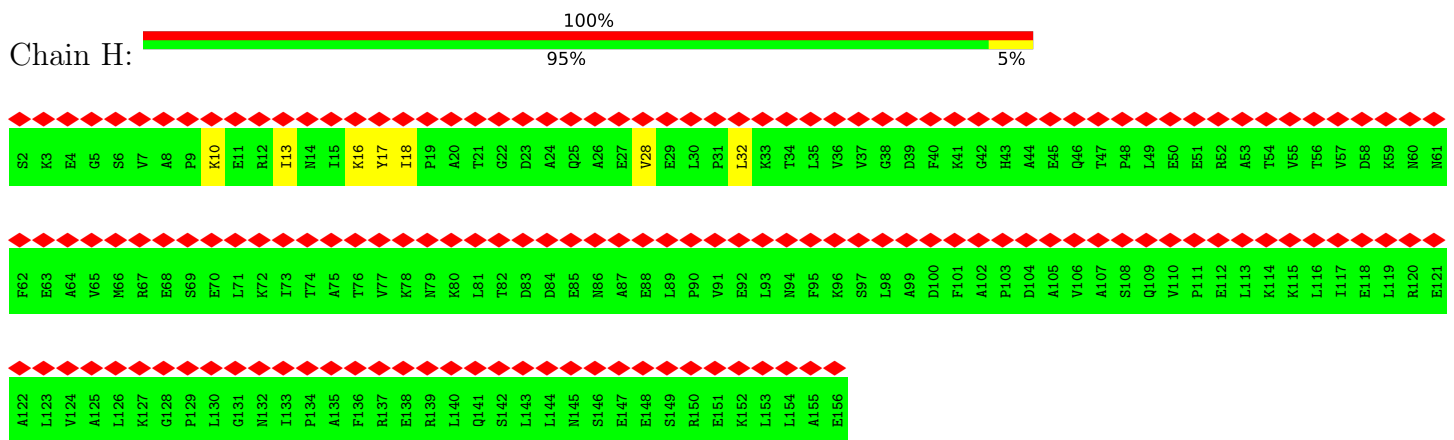 100%
Chain H:
95% 5%
S2 K3 E4 G5 S6 V7 A8 P9 K10 E11 R12 I13 N14 I15 K16 Y17 I18 P19 A20 T21 G22 D23 A24 Q25 A26 E27 V28 E29 L30 P31 L32 K33 T34 L35 V36 V37 G38 D39 F40 K41 G42 H43 A44 E45 Q46 T47 P48 L49 E50 E51 R52 A53 T54 V55 T56 V57 D58 K59 N60 N61
F62 E63 A64 V65 M66 R67 E68 S69 E70 L71 K72 I73 T74 A75 T76 V77 K78 N79 K80 L81 T82 D83 D84 E85 N86 A87 E88 L89 P90 V91 E92 L93 N94 F95 K96 S97 L98 A99 D100 F101 A102 P103 D104 A105 V106 A107 S108 Q109 V110 P111 E112 L113 K114 K115 L116 I117 E118 L119 R120 E121
A122 L123 V124 A125 L126 K127 G128 P129 L130 G131 N132 I133 P134 A135 F136 R137 E138 R139 L140 Q141 S142 L143 L144 N145 S146 E147 E148 S149 R150 E151 K152 L153 L154 A155 E156